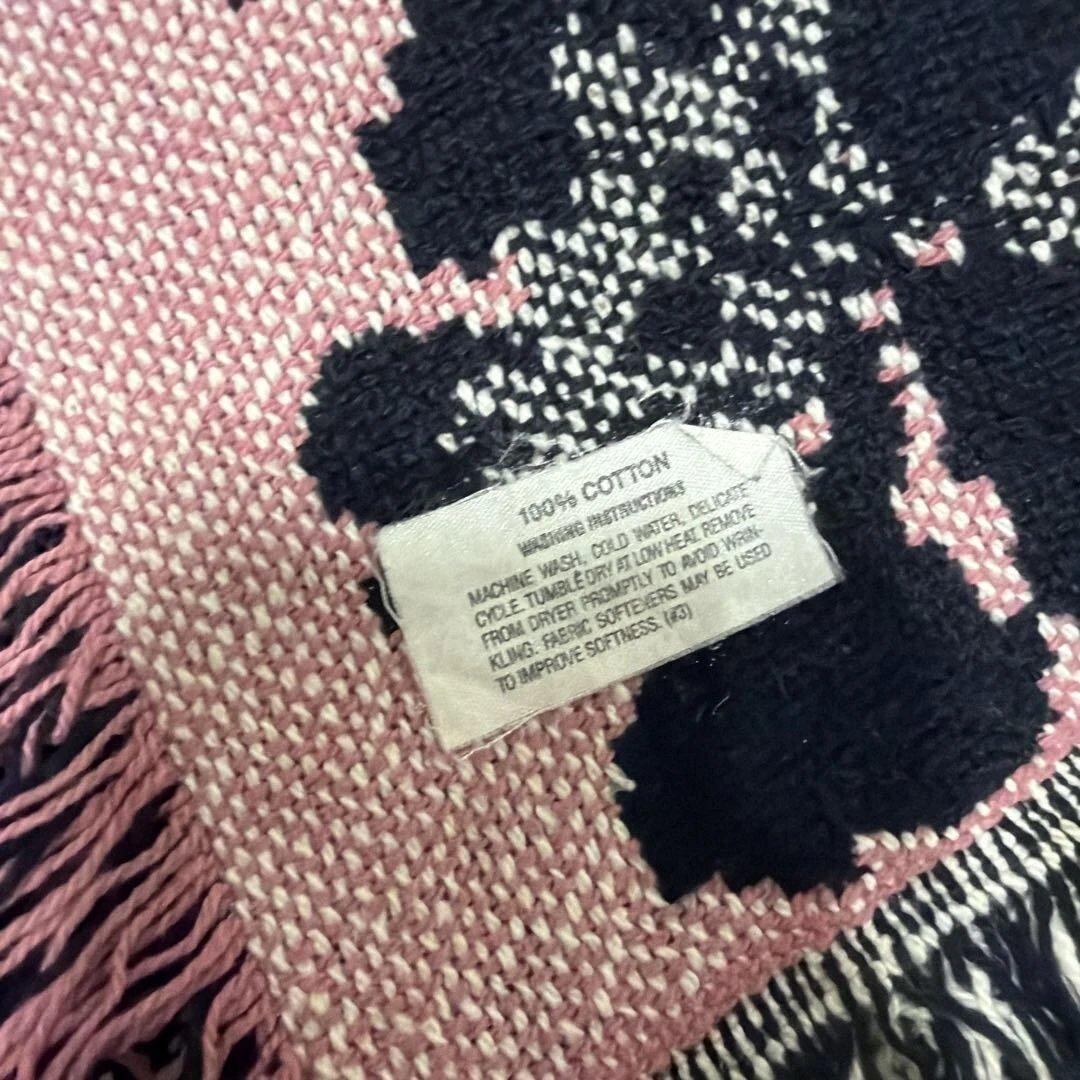 100% COTTON
WASHING INSTRUCTIONS
MACHINE WASH, COLD WATER, DELICATE
CYCLE. TUMBLE DRY AT LOW HEAT. REMOVE
FROM DRYER PROMPTLY TO AVOID WRIN-
KLING. FABRIC SOFTENERS MAY BE USED
TO IMPROVE SOFTNESS. (#3)